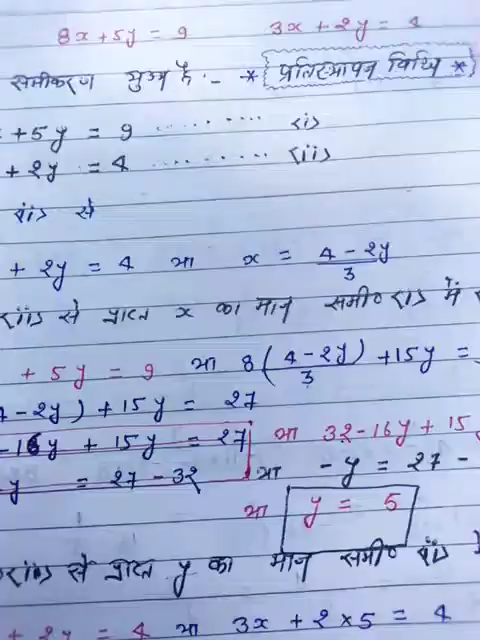 8x + 5y = 9 3x + 2y = 4
समीकरण युग्म है :- * {प्रतिस्थापन विधि *}
+ 5y = 9 .......... (i)
+ 2y = 4 .......... (ii)
(ii) से
+ 2y = 4 या x = 4 - 2y / 3
(ii) से प्राप्त x का मान समी० (i) में
+ 5y = 9 या 8(4 - 2y / 3) + 15y =
- 2y) + 15y = 27
- 16y + 15y = 27 या 32 - 16y + 15
y = 27 - 32 या - y = 27 -
या y = 5
से प्राप्त y का मान समी० (ii)
+ 2y = 4 या 3x + 2 × 5 = 4